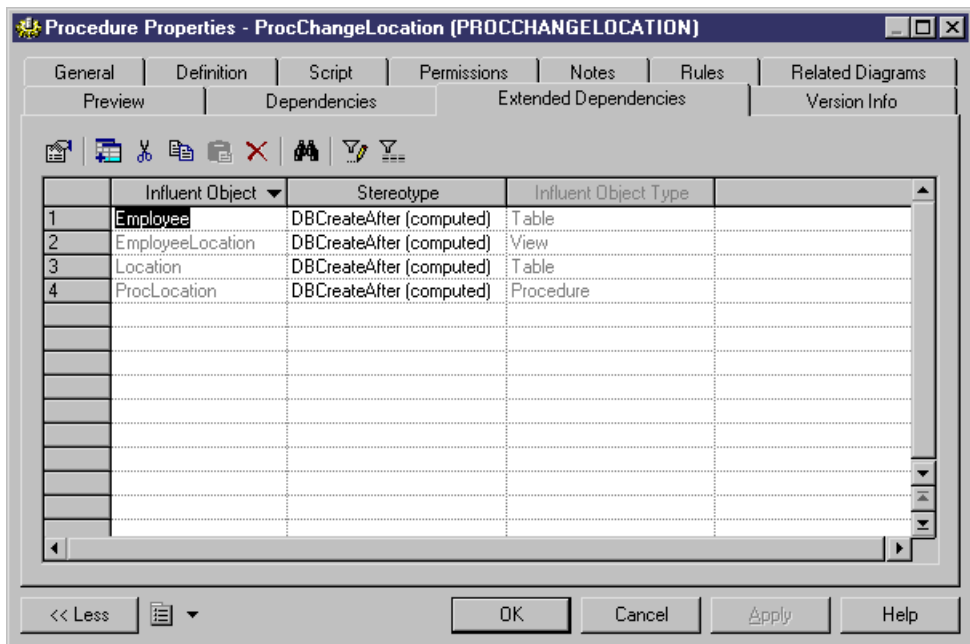 Procedure Properties - ProcChangeLocation (PROCCHANGELOCATION)
General Definition Script Permissions Notes Rules Related Diagrams
Preview Dependencies Extended Dependencies Version Info
Influent Object Stereotype Influent Object Type
1 Employee DBCreateAfter (computed) Table
2 EmployeeLocation DBCreateAfter (computed) View
3 Location DBCreateAfter (computed) Table
4 ProcLocation DBCreateAfter (computed) Procedure
<< Less OK Cancel Apply Help